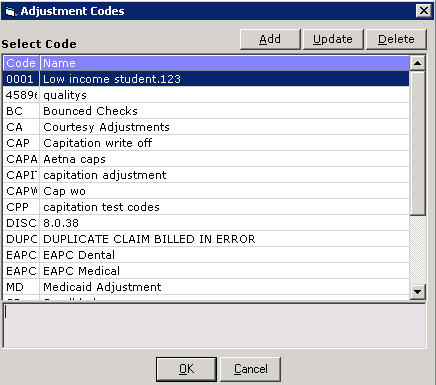 Adjustment Codes
Select Code Add Update Delete
Code Name
0001 Low income student.123
4589 qualitys
BC Bounced Checks
CA Courtesy Adjustments
CAP Capitation write off
CAPA Aetna caps
CAPI capitation adjustment
CAPW Cap wo
CPP capitation test codes
DISC 8.0.38
DUPC DUPLICATE CLAIM BILLED IN ERROR
EAPC EAPC Dental
EAPC EAPC Medical
MD Medicaid Adjustment
OK Cancel